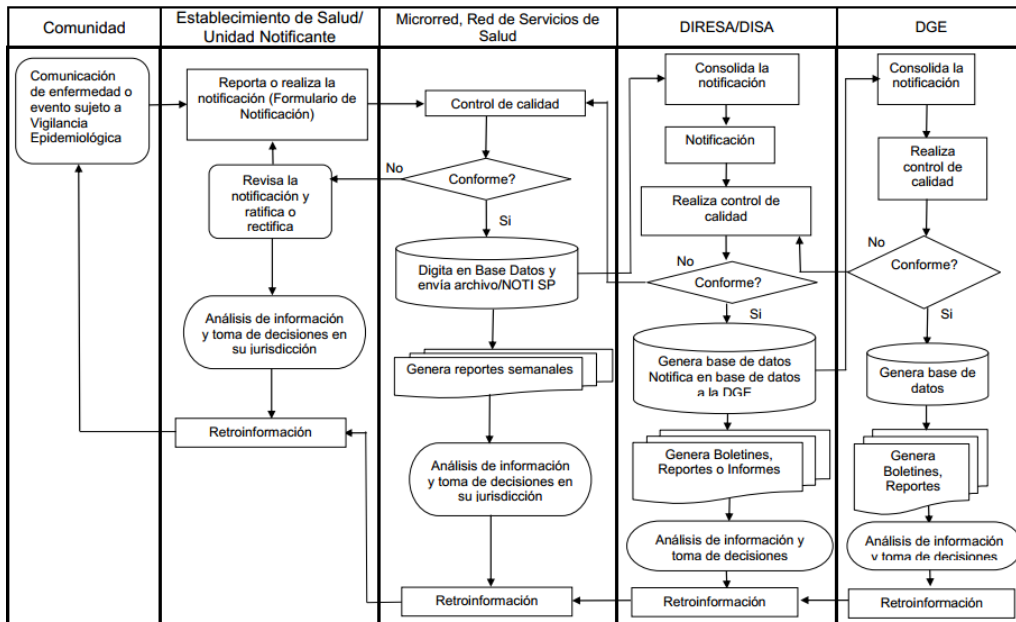 Comunidad
Establecimiento de Salud/
Unidad Notificante
Microrred, Red de Servicios de
Salud
DIRESA/DISA
DGE
Comunicación
de enfermedad o
evento sujeto a
Vigilancia
Epidemiológica
Reporta o realiza la
notificación (Formulario de
Notificación)
Revisa la
notificación y
ratifica o
rectifica
Análisis de información
y toma de decisiones en
su jurisdicción
Retroinformación
Control de calidad
No
Conforme?
Si
Digita en Base Datos y
envía archivo/NOTI SP
Genera reportes semanales
Análisis de información
y toma de decisiones en
su jurisdicción
Retroinformación
Consolida la
notificación
Notificación
Realiza control de
calidad
No
Conforme?
Si
Genera base de datos
Notifica en base de datos
a la DGE
Genera Boletines,
Reportes o Informes
Análisis de información y
toma de decisiones
Retroinformación
Consolida la
notificación
Realiza
control de
calidad
No
Conforme?
Si
Genera base de
datos
Genera
Boletines,
Reportes
Análisis de información
y toma de decisiones
Retroinformación